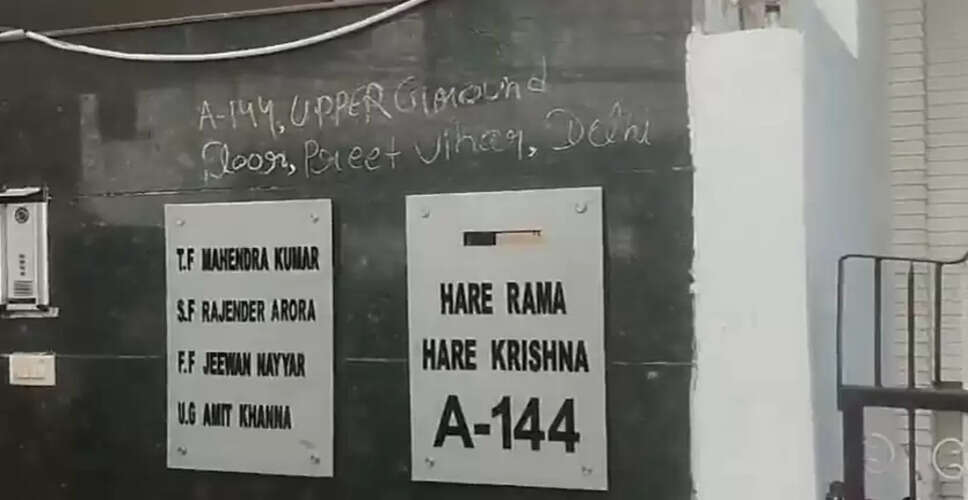 A-144, UPPER Ground
Floor, Preet Vihar, Delhi
T.F MAHENDRA KUMAR
S.F RAJENDER ARORA
F.F JEEWAN NAYYAR
U.G AMIT KHANNA
HARE RAMA
HARE KRISHNA
A-144